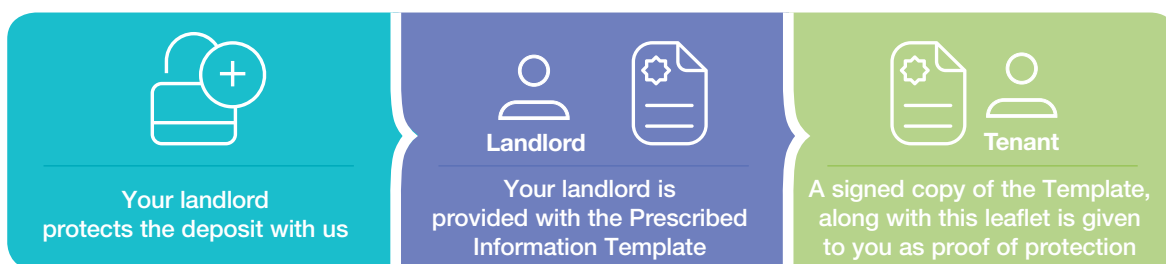 Your landlord
protects the deposit with us
Landlord
Your landlord is
provided with the Prescribed
Information Template
Tenant
A signed copy of the Template,
along with this leaflet is given
to you as proof of protection